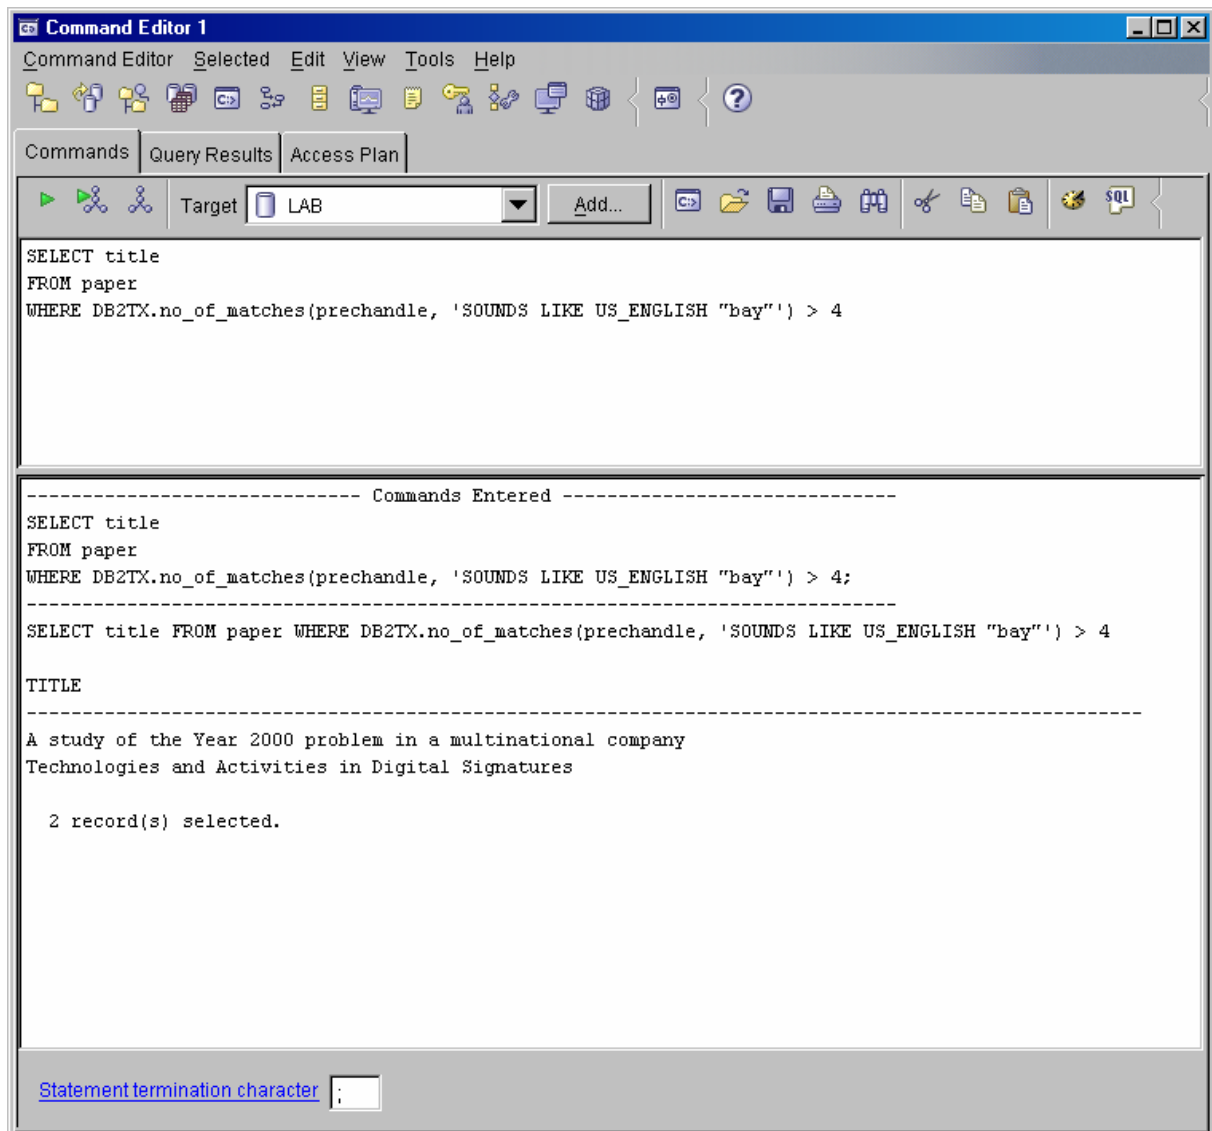 Command Editor 1
Command Editor Selected Edit View Tools Help
Commands Query Results Access Plan
Target LAB Add... SQL
SELECT title
FROM paper
WHERE DB2TX.no_of_matches(prechandle, 'SOUNDS LIKE US_ENGLISH "bay"') > 4
------------------------------ Commands Entered ------------------------------
SELECT title
FROM paper
WHERE DB2TX.no_of_matches(prechandle, 'SOUNDS LIKE US_ENGLISH "bay"') > 4;
------------------------------------------------------------------------------
SELECT title FROM paper WHERE DB2TX.no_of_matches(prechandle, 'SOUNDS LIKE US_ENGLISH "bay"') > 4
TITLE
----------------------------------------------------------------------------------------------------
A study of the Year 2000 problem in a multinational company
Technologies and Activities in Digital Signatures
2 record(s) selected.
Statement termination character ;